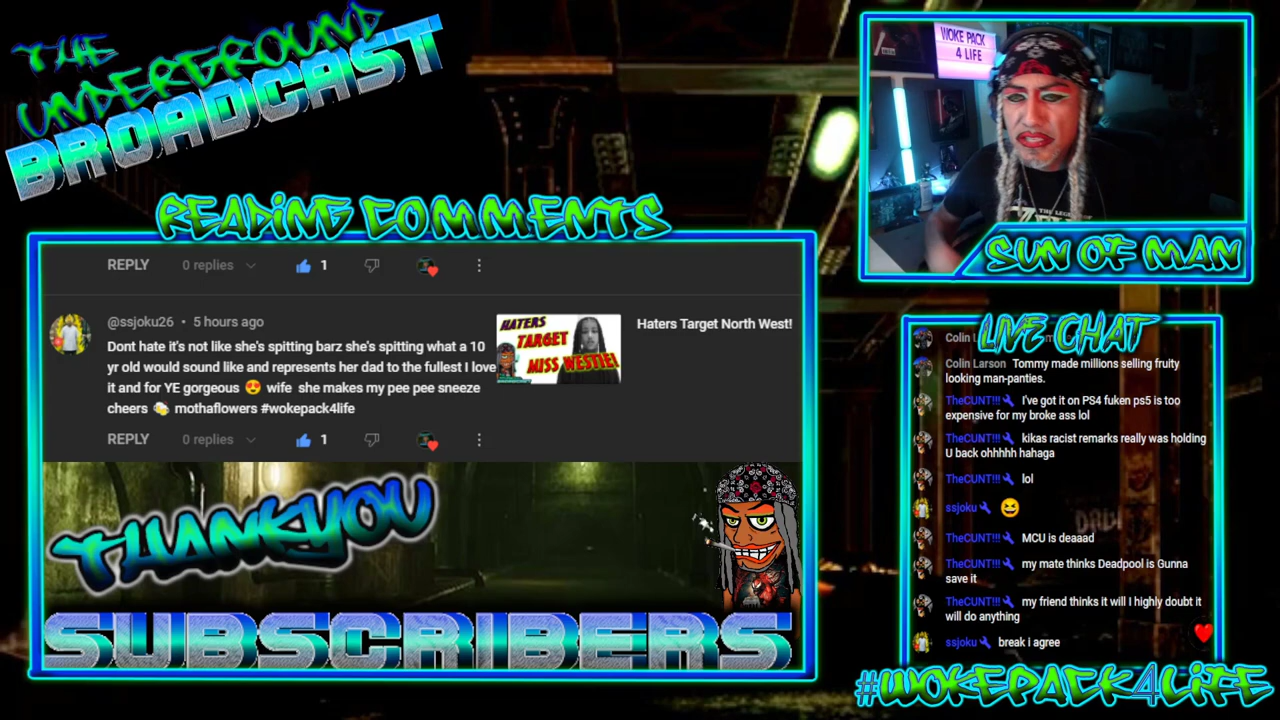 THE
UNDERGROUND
BROADCAST
WOKE PACK
4 LIFE
THE LEGEND
SUN OF MAN
READING COMMENTS
REPLY 0 replies 1
@ssjoku26 • 5 hours ago
Dont hate it's not like she's spitting barz she's spitting what a 10
yr old would sound like and represents her dad to the fullest I love
it and for YE gorgeous 😍 wife she makes my pee pee sneeze
cheers 🍻 mothaflowers #wokepack4life
REPLY 0 replies 1
HATERS
TARGET
MISS WESTIE!
Haters Target North West!
THANKYOU
SUBSCRIBERS
LIVE CHAT
Colin
Colin Larson Tommy made millions selling fruity
looking man-panties.
TheCUNT!!! I've got it on PS4 fuken ps5 is too
expensive for my broke ass lol
TheCUNT!!! kikas racist remarks really was holding
U back ohhhhh hahaga
TheCUNT!!! lol
ssjoku 😆
TheCUNT!!! MCU is deaaad
TheCUNT!!! my mate thinks Deadpool is Gunna
save it
TheCUNT!!! my friend thinks it will I highly doubt it
will do anything
ssjoku break i agree
#WOKEPACK4LIFE